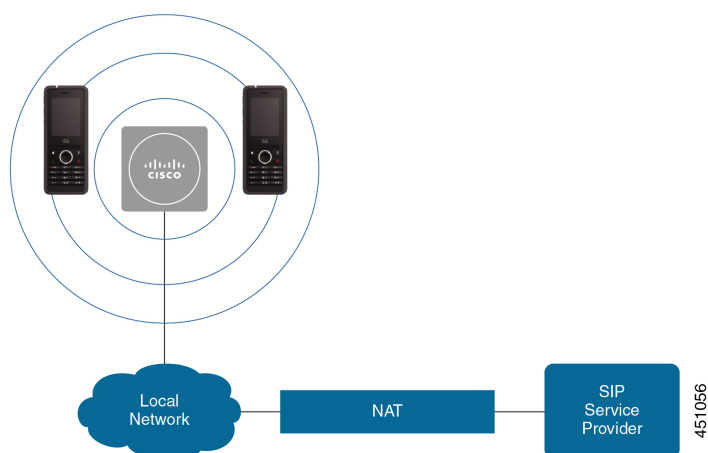 CISCO
Local
Network
NAT
SIP
Service
Provider
451056